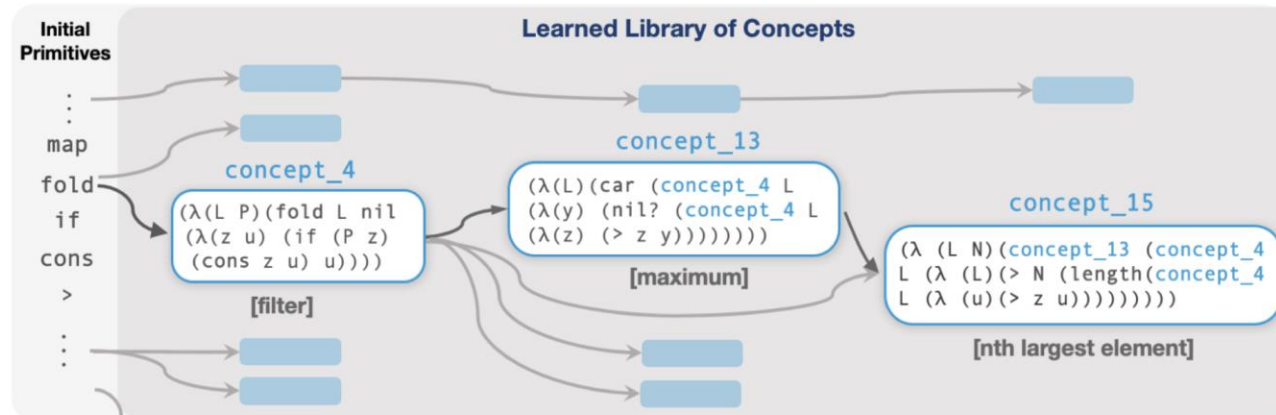 Initial
Primitives
Learned Library of Concepts
⋮
map
fold
if
cons
>
⋮
concept_4
(λ(L P)(fold L nil
(λ(z u) (if (P z)
(cons z u) u))))
[filter]
concept_13
(λ(L)(car (concept_4 L
(λ(y) (nil? (concept_4 L
(λ(z) (> z y))))))))
[maximum]
concept_15
(λ (L N)(concept_13 (concept_4
L (λ (L)(> N (length(concept_4
L (λ (u)(> z u)))))))))
[nth largest element]